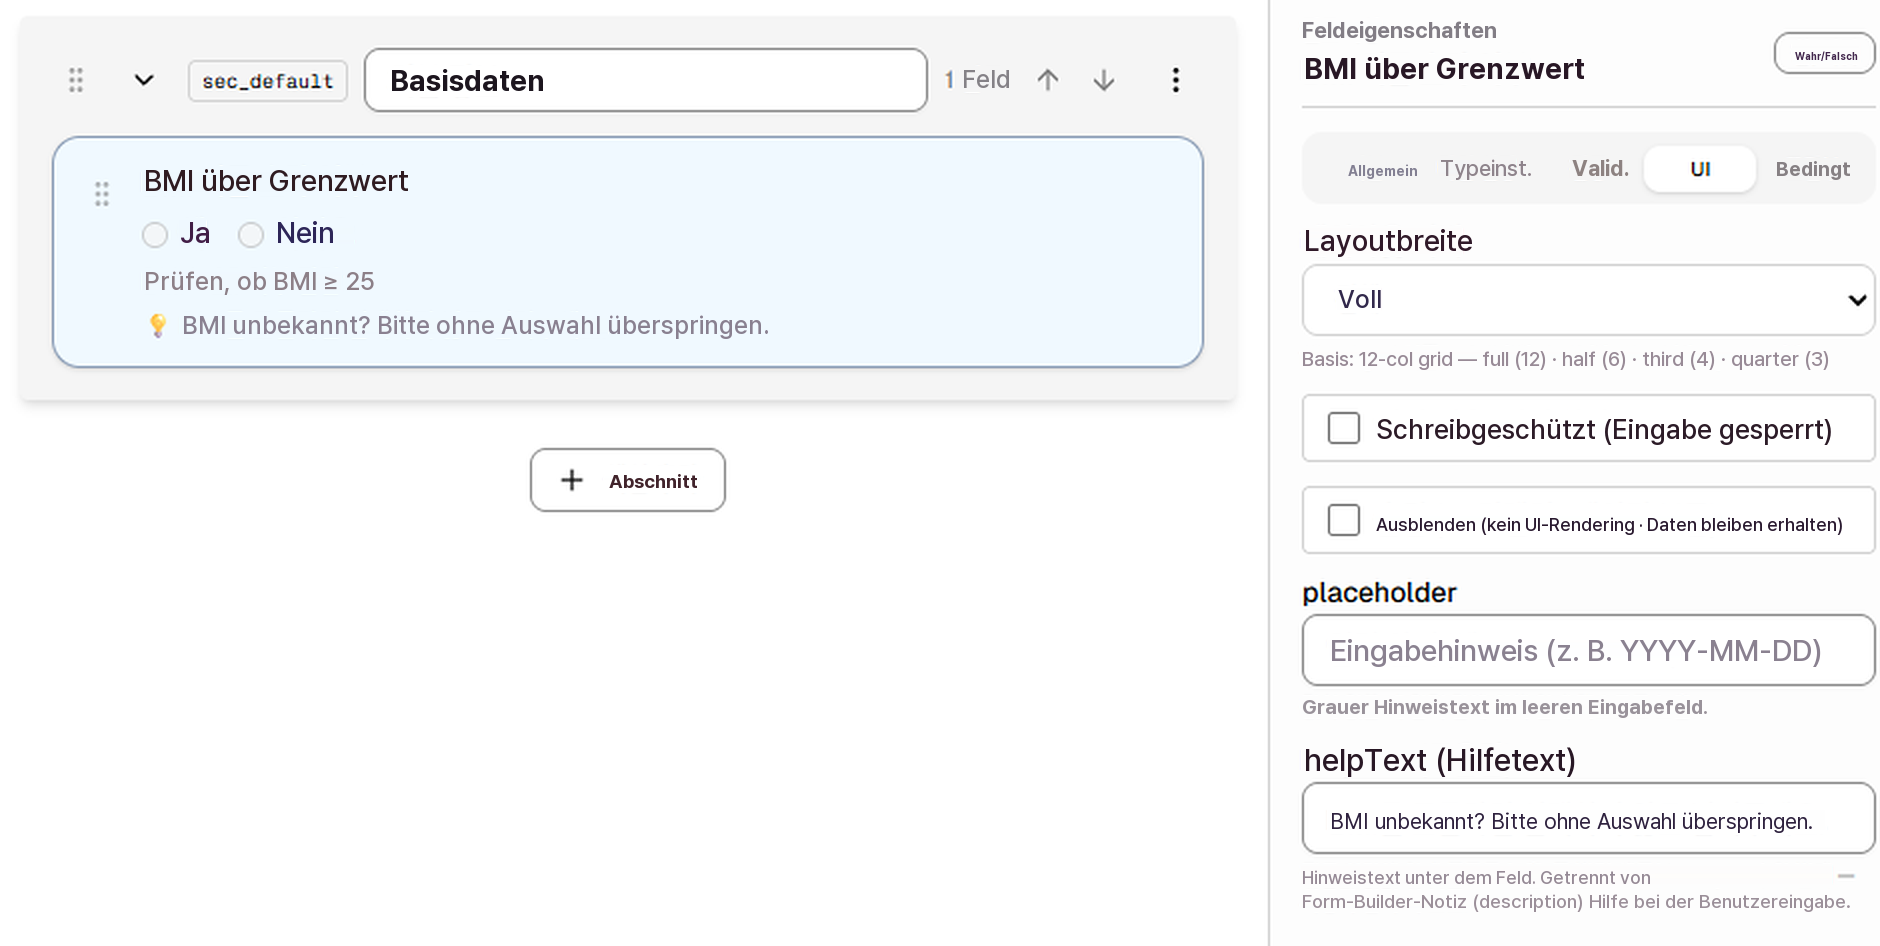 sec_default
Basisdaten
1 Feld
BMI über Grenzwert
Ja
Nein
Prüfen, ob BMI ≥ 25
💡 BMI unbekannt? Bitte ohne Auswahl überspringen.
Abschnitt
Feldeigenschaften
BMI über Grenzwert
Wahr/Falsch
Allgemein
Typeinst.
Valid.
UI
Bedingt
Layoutbreite
Voll
Basis: 12-col grid — full (12) · half (6) · third (4) · quarter (3)
Schreibgeschützt (Eingabe gesperrt)
Ausblenden (kein UI-Rendering · Daten bleiben erhalten)
placeholder
Eingabehinweis (z. B. YYYY-MM-DD)
Grauer Hinweistext im leeren Eingabefeld.
helpText (Hilfetext)
BMI unbekannt? Bitte ohne Auswahl überspringen.
Hinweistext unter dem Feld. Getrennt von —
Form-Builder-Notiz (description) Hilfe bei der Benutzereingabe.